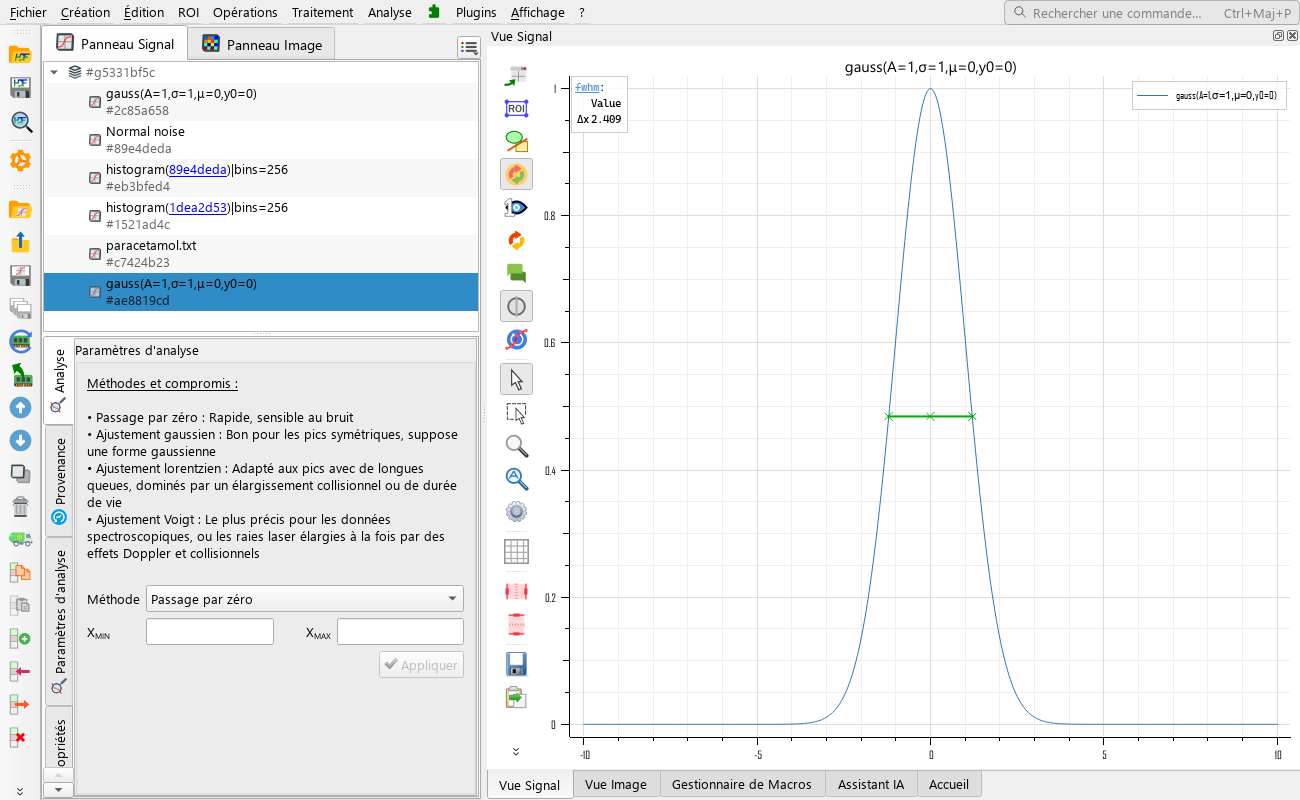 Fichier Création Édition ROI Opérations Traitement Analyse Plugins Affichage ?
Rechercher une commande... Ctrl+Maj+P
Panneau Signal
Panneau Image
#g5331bf5c
gauss(A=1,σ=1,μ=0,y0=0)
#2c85a658
Normal noise
#89e4deda
histogram(89e4deda)|bins=256
#eb3bfed4
histogram(1dea2d53)|bins=256
#1521ad4c
paracetamol.txt
#c7424b23
gauss(A=1,σ=1,μ=0,y0=0)
#ae8819cd
Analyse
Provenance
Paramètres d'analyse
opriétés
Paramètres d'analyse
Méthodes et compromis :
• Passage par zéro : Rapide, sensible au bruit
• Ajustement gaussien : Bon pour les pics symétriques, suppose
une forme gaussienne
• Ajustement lorentzien : Adapté aux pics avec de longues
queues, dominés par un élargissement collisionnel ou de durée
de vie
• Ajustement Voigt : Le plus précis pour les données
spectroscopiques, ou les raies laser élargies à la fois par des
effets Doppler et collisionnels
Méthode Passage par zéro
XMIN XMAX
Appliquer
Vue Signal
ROI
gauss(A=1,σ=1,μ=0,y0=0)
fwhm:
Value
Δx 2.409
gauss(A=1,σ=1,μ=0,y0=0)
1
0.8
0.6
0.4
0.2
0
-10 -5 0 5 10
Vue Signal Vue Image Gestionnaire de Macros Assistant IA Accueil